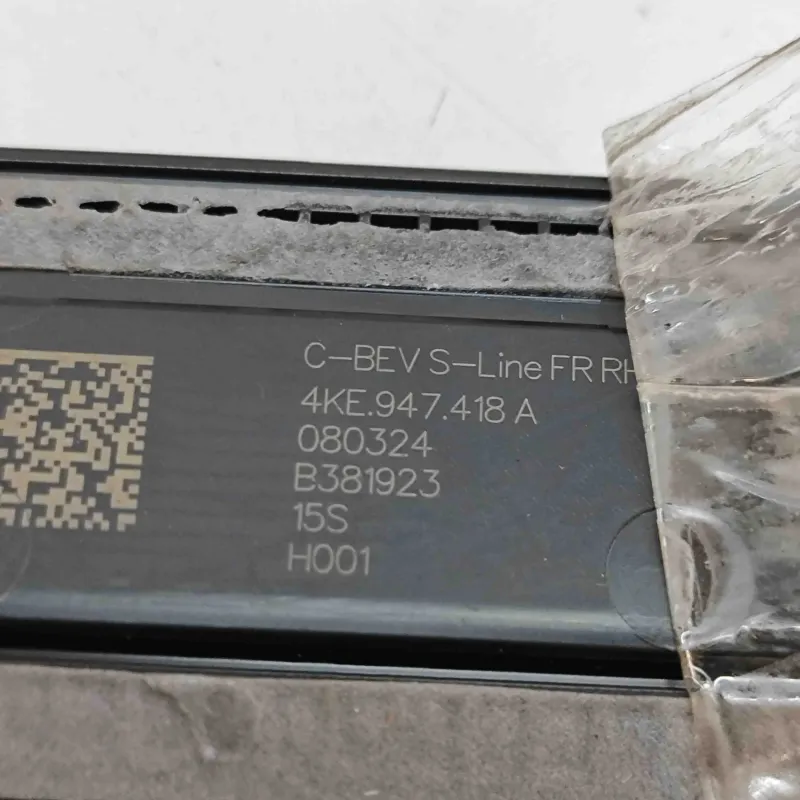 C-BEV S-Line FR RH
4KE.947.418 A
080324
B381923
15S
H001